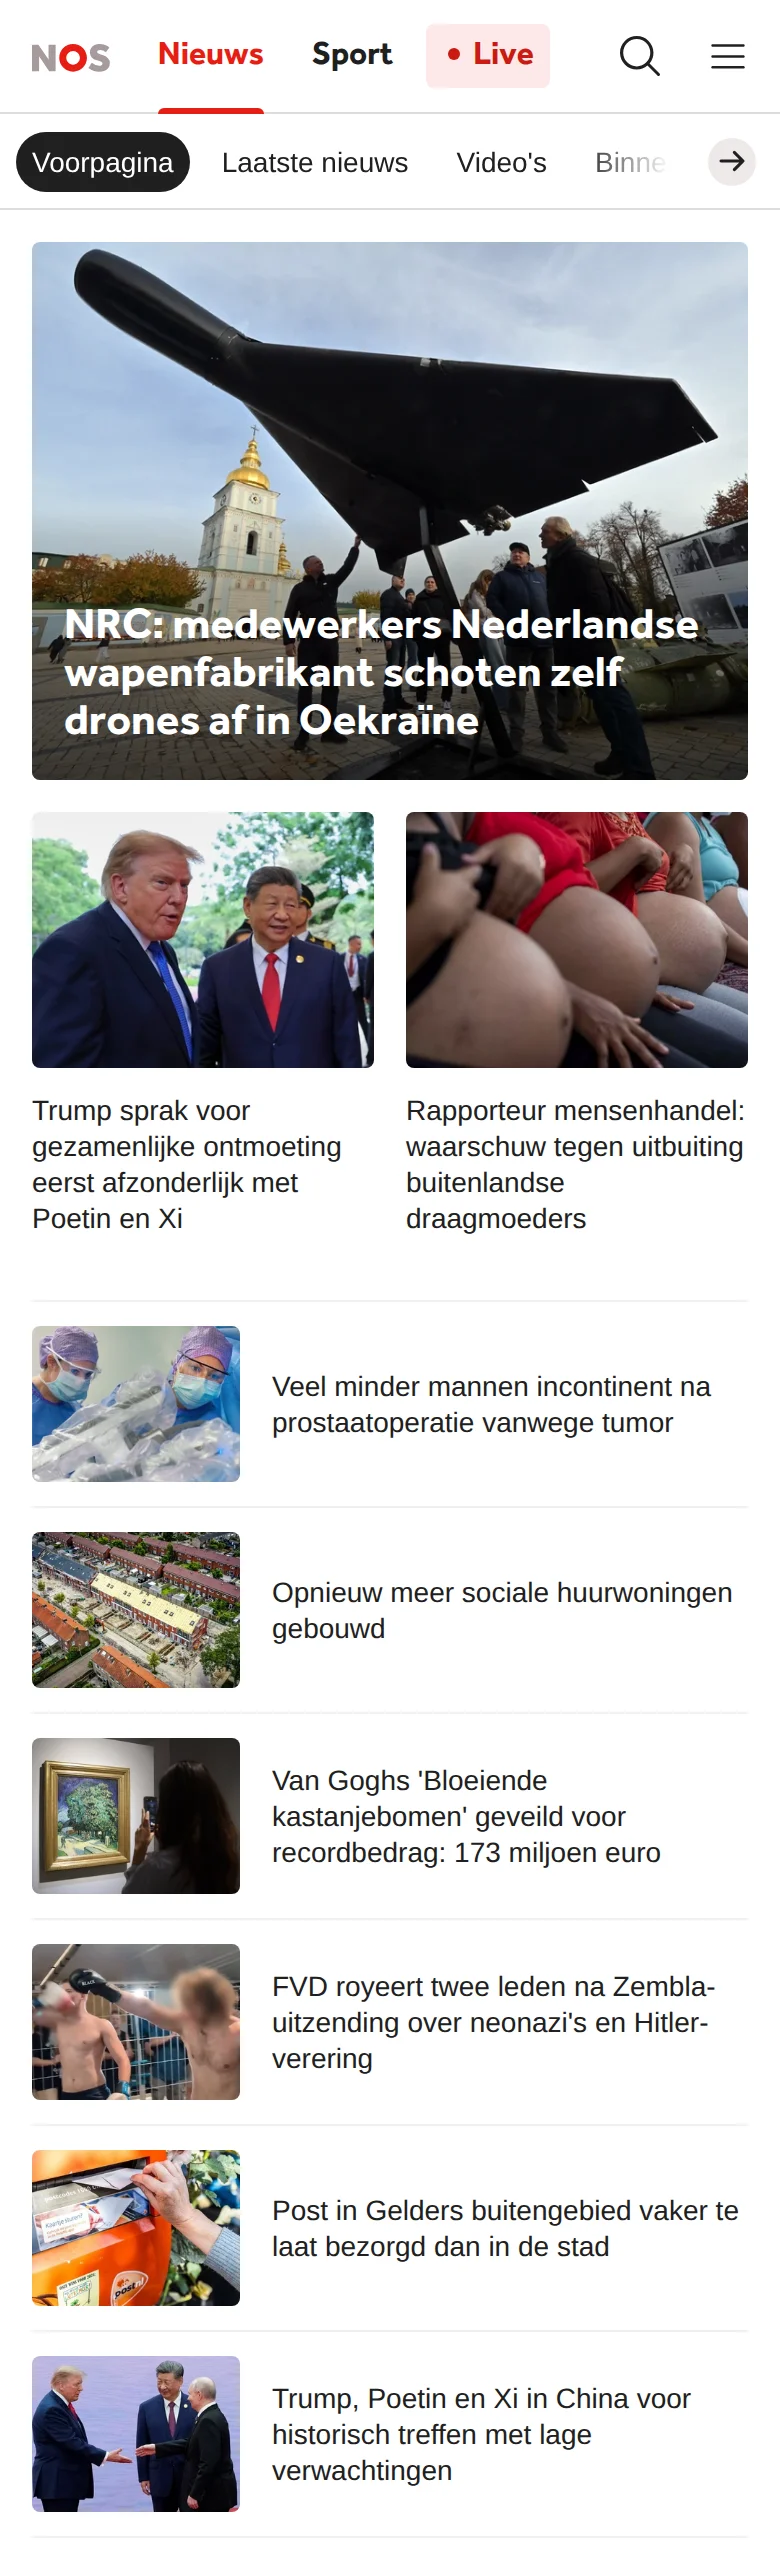 NOS
Nieuws
Sport
Live
Voorpagina
Laatste nieuws
Video's
Binne
NRC: medewerkers Nederlandse
wapenfabrikant schoten zelf
drones af in Oekraïne
Trump sprak voor
gezamenlijke ontmoeting
eerst afzonderlijk met
Poetin en Xi
Rapporteur mensenhandel:
waarschuw tegen uitbuiting
buitenlandse
draagmoeders
Veel minder mannen incontinent na
prostaatoperatie vanwege tumor
Opnieuw meer sociale huurwoningen
gebouwd
Van Goghs 'Bloeiende
kastanjebomen' geveild voor
recordbedrag: 173 miljoen euro
FVD royeert twee leden na Zembla-
uitzending over neonazi's en Hitler-
verering
Post in Gelders buitengebied vaker te
laat bezorgd dan in de stad
postnl
Trump, Poetin en Xi in China voor
historisch treffen met lage
verwachtingen